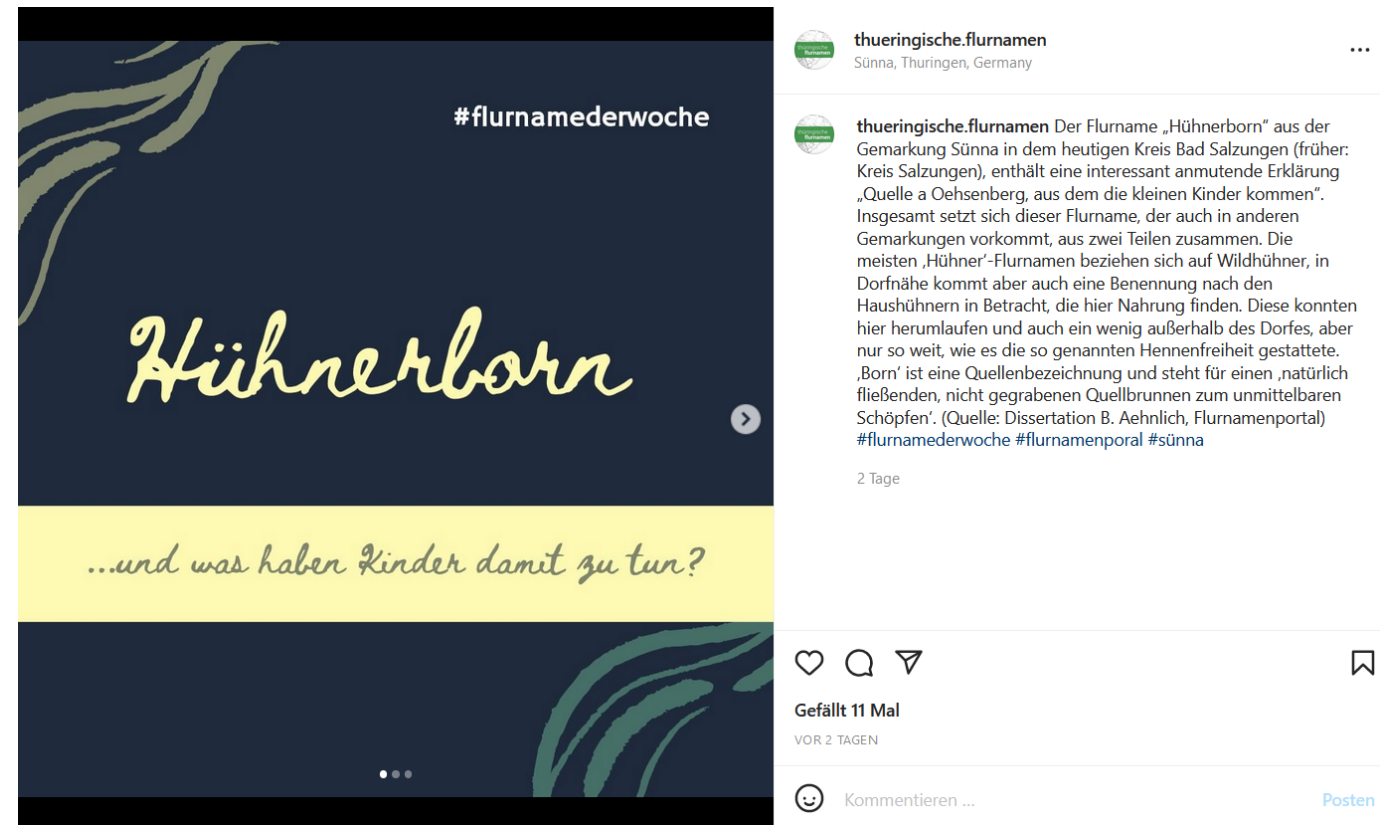 #flurnamederwoche
Hühnerborn
...und was haben Kinder damit zu tun?
thueringische.flurnamen
Sünna, Thuringen, Germany
thueringische.flurnamen Der Flurname „Hühnerborn“ aus der
Gemarkung Sünna in dem heutigen Kreis Bad Salzungen (früher:
Kreis Salzungen), enthält eine interessant anmutende Erklärung
„Quelle a Oehsenberg, aus dem die kleinen Kinder kommen“.
Insgesamt setzt sich dieser Flurname, der auch in anderen
Gemarkungen vorkommt, aus zwei Teilen zusammen. Die
meisten ‚Hühner‘-Flurnamen beziehen sich auf Wildhühner, in
Dorfnähe kommt aber auch eine Benennung nach den
Haushühnern in Betracht, die hier Nahrung finden. Diese konnten
hier herumlaufen und auch ein wenig außerhalb des Dorfes, aber
nur so weit, wie es die so genannten Hennenfreiheit gestattete.
‚Born‘ ist eine Quellenbezeichnung und steht für einen ‚natürlich
fließenden, nicht gegrabenen Quellbrunnen zum unmittelbaren
Schöpfen‘. (Quelle: Dissertation B. Aehnlich, Flurnamenportal)
#flurnamederwoche #flurnamenporal #sünna
2 Tage
Gefällt 11 Mal
VOR 2 TAGEN
Kommentieren ...
Posten